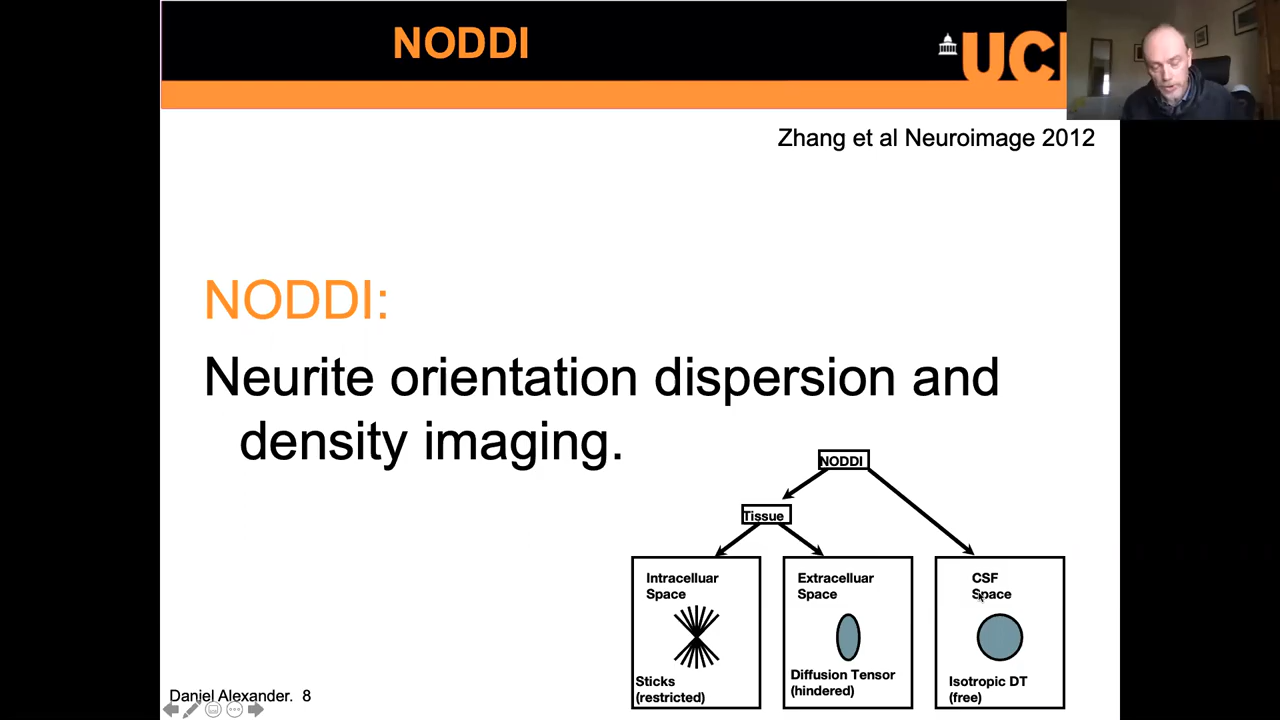 NODDI
UCL
Zhang et al Neuroimage 2012
NODDI:
Neurite orientation dispersion and
density imaging.
NODDI
Tissue
Intracelluar
Space
Extracelluar
Space
CSF
Space
Sticks
(restricted)
Diffusion Tensor
(hindered)
Isotropic DT
(free)
Daniel Alexander. 8